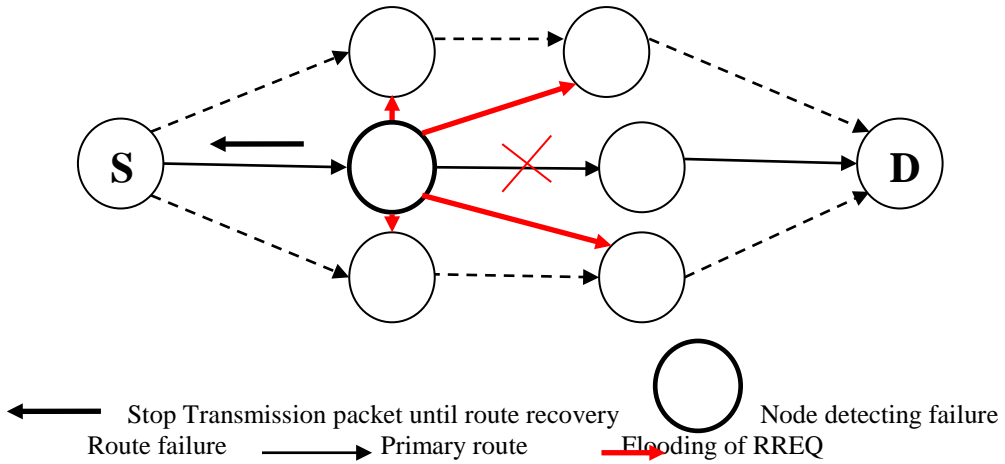 S
D
Stop Transmission packet until route recovery Node detecting failure
Route failure Primary route Flooding of RREQ